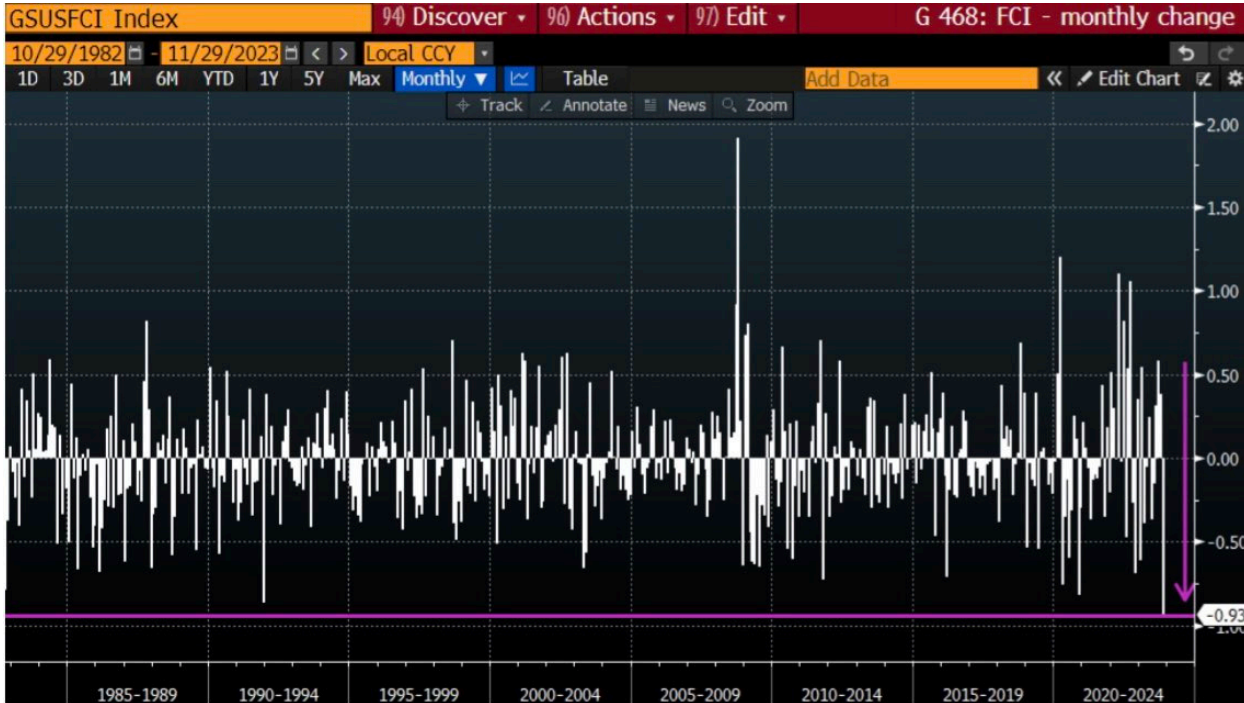 GSUSFCI Index 94) Discover 96) Actions 97) Edit G 468: FCI - monthly change
10/29/1982 - 11/29/2023 < > Local CCY
1D 3D 1M 6M YTD 1Y 5Y Max Monthly ▼ Table Add Data « Edit Chart
Track Annotate News Zoom
2.00
1.50
1.00
0.50
0.00
-0.50
-0.93
-1.00
1985-1989 1990-1994 1995-1999 2000-2004 2005-2009 2010-2014 2015-2019 2020-2024